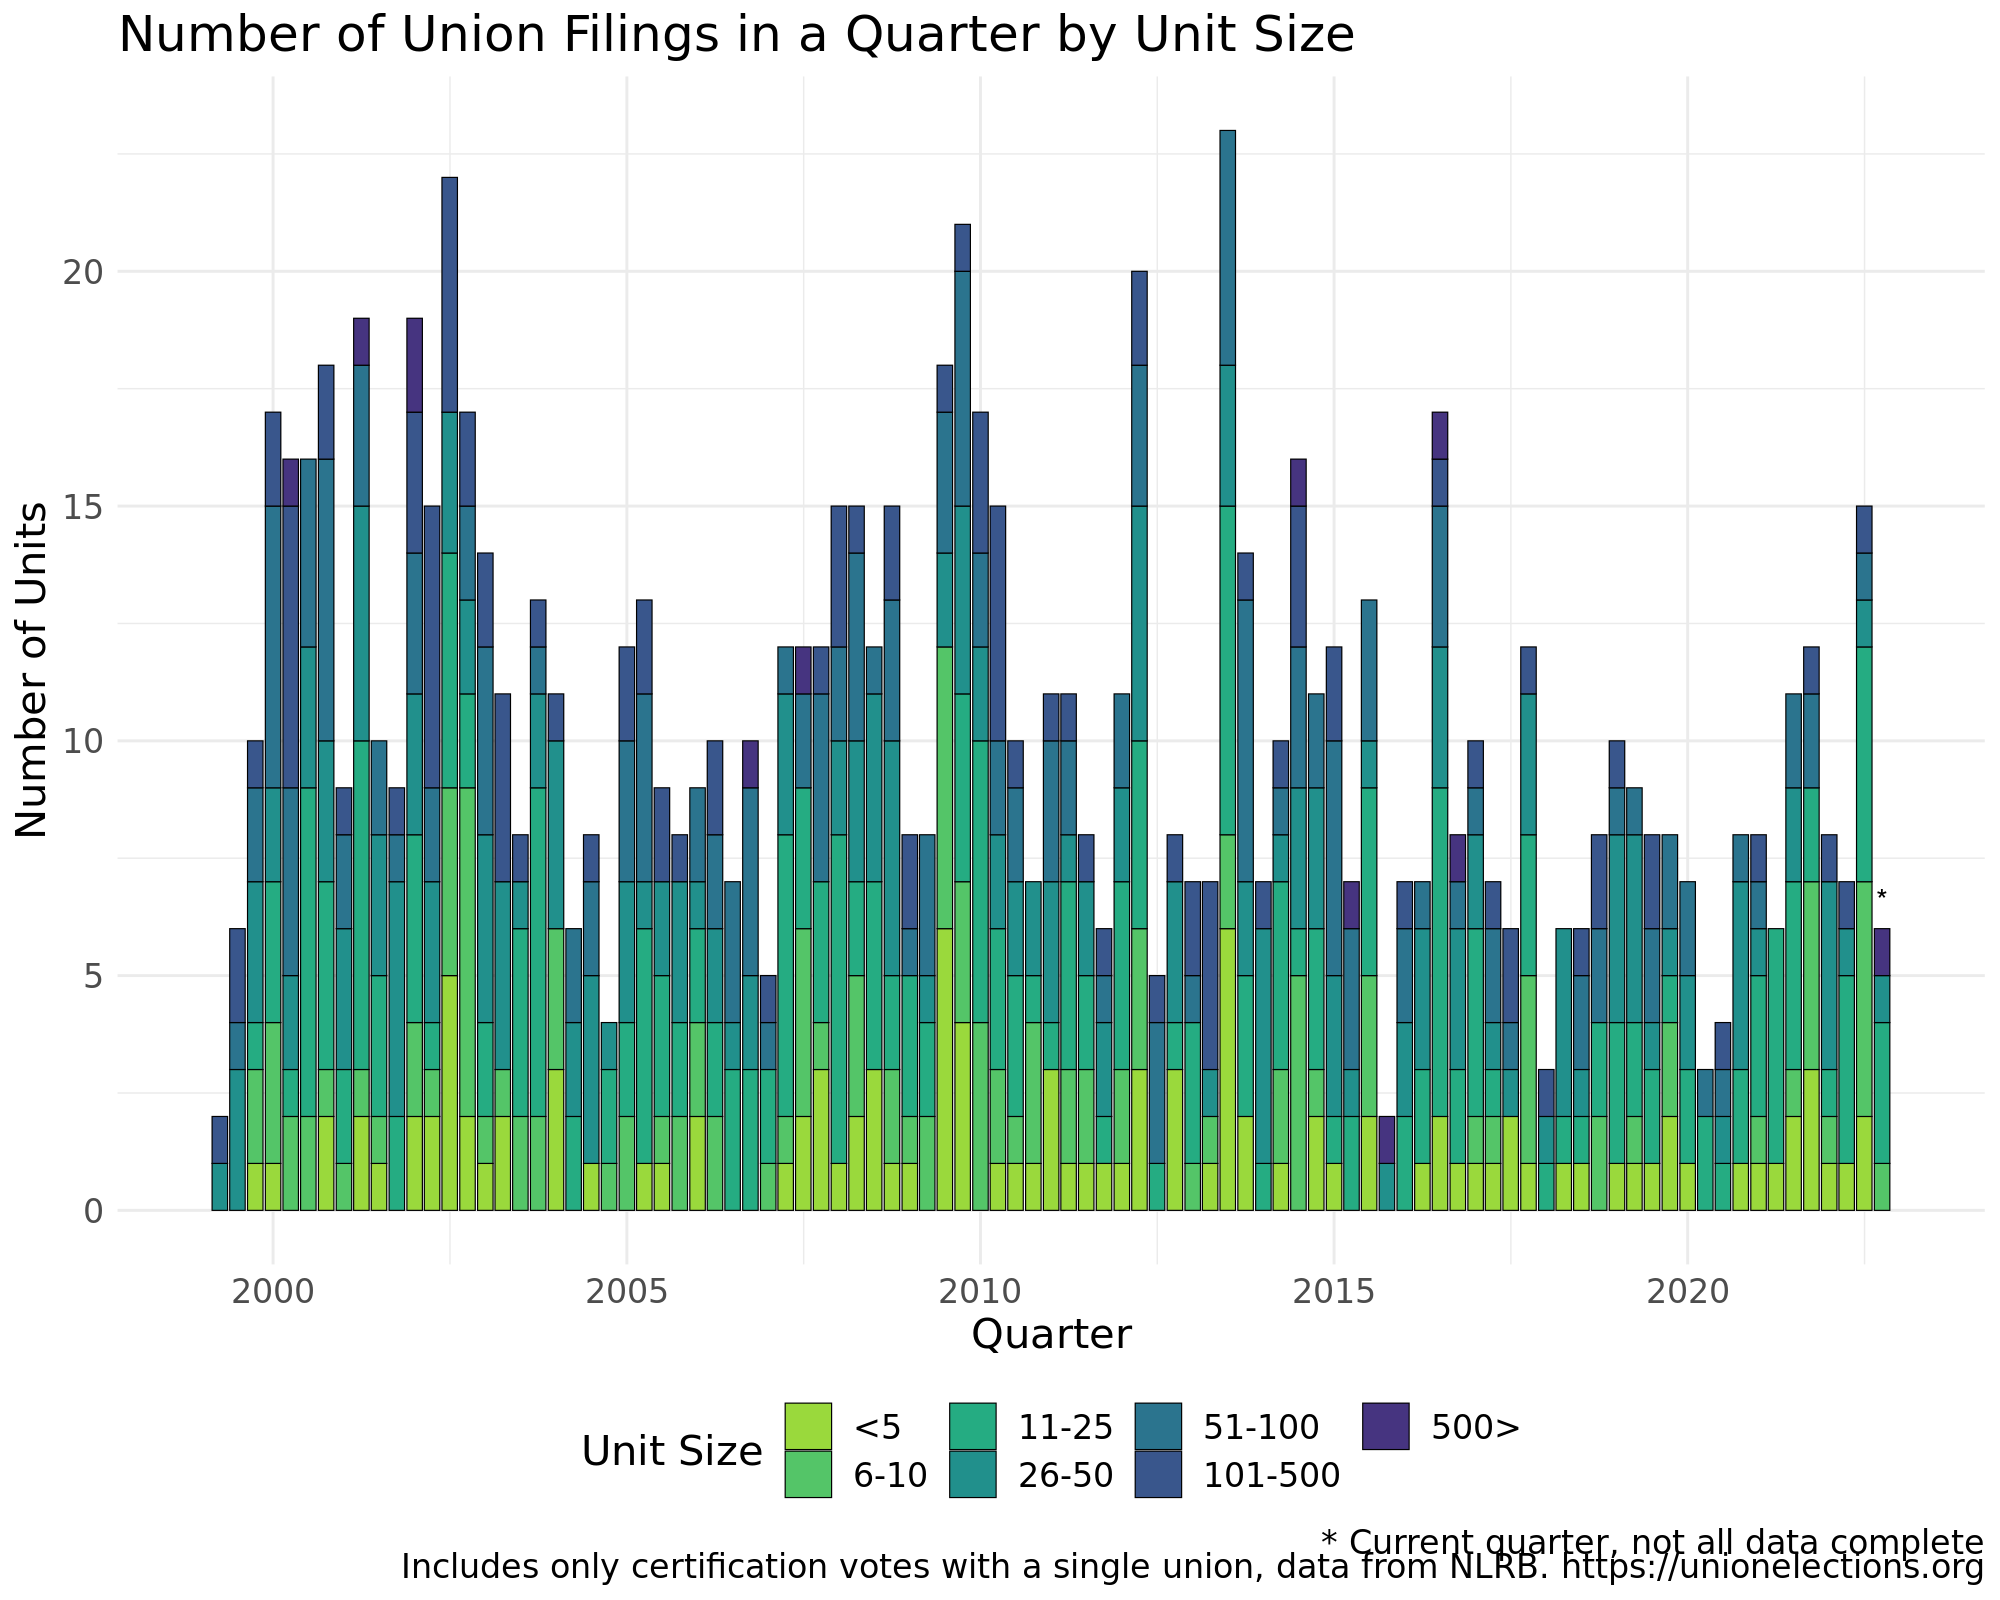 Number of Union Filings in a Quarter by Unit Size
Number of Units
20
15
10
5
0
*
2000 2005 2010 2015 2020
Quarter
Unit Size
<5 11-25 51-100 500>
6-10 26-50 101-500
* Current quarter, not all data complete
Includes only certification votes with a single union, data from NLRB. https://unionelections.org